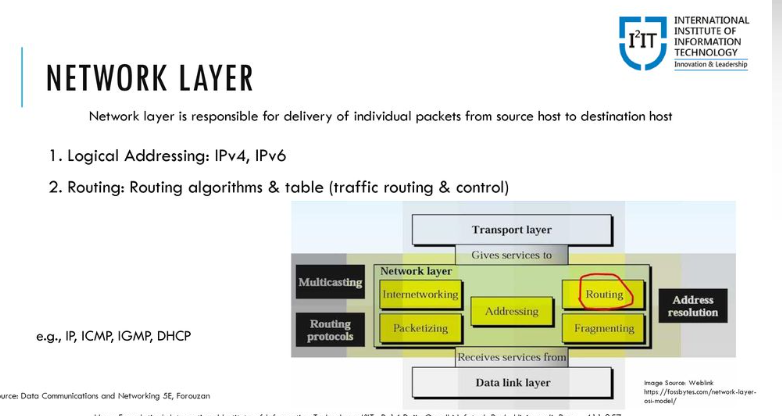 INTERNATIONAL
INSTITUTE OF
INFORMATION
TECHNOLOGY
I²IT
Innovation & Leadership
NETWORK LAYER
Network layer is responsible for delivery of individual packets from source host to destination host
1. Logical Addressing: IPv4, IPv6
2. Routing: Routing algorithms & table (traffic routing & control)
Transport layer
Gives services to
Network layer
Multicasting
Internetworking
Routing
Addressing
Address
resolution
Routing
protocols
Packetizing
Fragmenting
Receives services from
Data link layer
e.g., IP, ICMP, IGMP, DHCP
Image Source: Weblink
https://fossbytes.com/network-layer-
osi-model/
urce: Data Communications and Networking 5E, Forouzan